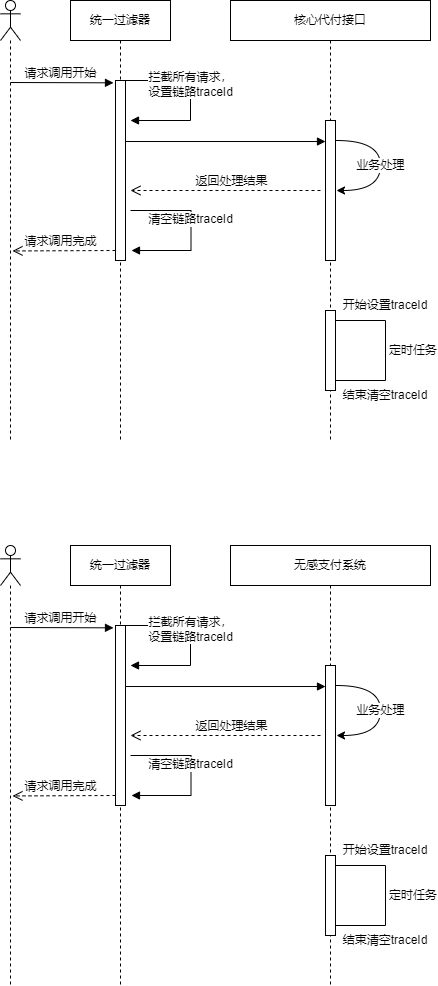 统一过滤器
核心代付接口
请求调用开始
拦截所有请求，
设置链路traceId
业务处理
返回处理结果
清空链路traceId
请求调用完成
开始设置traceId
定时任务
结束清空traceId
统一过滤器
无感支付系统
请求调用开始
拦截所有请求，
设置链路traceId
业务处理
返回处理结果
清空链路traceId
请求调用完成
开始设置traceId
定时任务
结束清空traceId